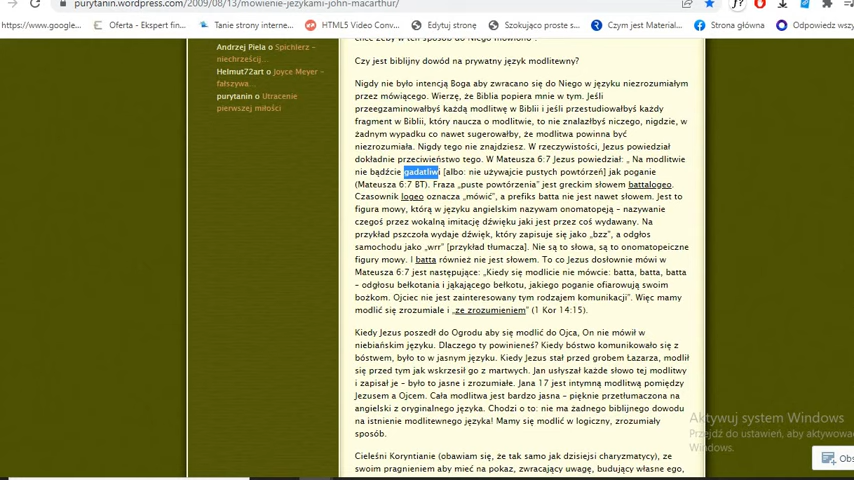 purytanin.wordpress.com/2009/08/13/mowienie-jezykami-john-macarthur/
https://www.google...
Oferta - Ekspert fin...
Tanie strony interne...
HTML5 Video Conv...
Edytuj stronę
Szokująco proste s...
Czym jest Material...
Strona główna
Odpowiedz wszys
Andrzej Piela o Spichlerz –
niechrześcij...
Helmut72art o Joyce Meyer –
fałszywa...
purytanin o Utracenie
pierwszej miłości
chce żeby w ten sposób do Niego mówiono".
Czy jest biblijny dowód na prywatny język modlitewny?
Nigdy nie było intencją Boga aby zwracano się do Niego w języku niezrozumiałym
przez mówiącego. Wierzę, że Biblia popiera mnie w tym. Jeśli
przeegzaminowałbyś każdą modlitwę w Biblii i jeśli przestudiowałbyś każdy
fragment w Biblii, który naucza o modlitwie, to nie znalazłbyś niczego, nigdzie, w
żadnym wypadku co nawet sugerowałby, że modlitwa powinna być
niezrozumiała. Nigdy tego nie znajdziesz. W rzeczywistości, Jezus powiedział
dokładnie przeciwieństwo tego. W Mateusza 6:7 Jezus powiedział: „ Na modlitwie
nie bądźcie gadatliwi [albo: nie używajcie pustych powtórzeń] jak poganie
(Mateusza 6:7 BT). Fraza „puste powtórzenia" jest greckim słowem battalogeo.
Czasownik logeo oznacza „mówić", a prefiks batta nie jest nawet słowem. Jest to
figura mowy, którą w języku angielskim nazywam onomatopeją – nazywanie
czegoś przez wokalną imitację dźwięku jaki jest przez coś wydawany. Na
przykład pszczoła wydaje dźwięk, który zapisuje się jako „bzz", a odgłos
samochodu jako „wrr" [przykład tłumacza]. Nie są to słowa, są to onomatopeiczne
figury mowy. I batta również nie jest słowem. To co Jezus dosłownie mówi w
Mateusza 6:7 jest następujące: „Kiedy się modlicie nie mówcie: batta, batta, batta
– odgłosu bełkotania i jąkającego bełkotu, jakiego poganie ofiarowują swoim
bożkom. Ojciec nie jest zainteresowany tym rodzajem komunikacji". Więc mamy
modlić się zrozumiale i „ze zrozumieniem" (1 Kor 14:15).
Kiedy Jezus poszedł do Ogrodu aby się modlić do Ojca, On nie mówił w
niebiańskim języku. Dlaczego ty powinieneś? Kiedy bóstwo komunikowało się z
bóstwem, było to w jasnym języku. Kiedy Jezus stał przed grobem Łazarza, modlił
się przed tym jak wskrzesił go z martwych. Jan usłyszał każde słowo tej modlitwy
i zapisał je – było to jasne i zrozumiałe. Jana 17 jest intymną modlitwą pomiędzy
Jezusem a Ojcem. Cała modlitwa jest bardzo jasna – pięknie przetłumaczona na
angielski z oryginalnego języka. Chodzi o to: nie ma żadnego biblijnego dowodu
na istnienie modlitewnego języka! Mamy się modlić w logiczny, zrozumiały
sposób.
Cieleśni Koryntianie (obawiam się, że tak samo jak dzisiejsi charyzmatycy), ze
swoim pragnieniem aby mieć na pokaz, zwracający uwagę, budujący własne ego,
Aktywuj system Windows
Przejdź do ustawień, aby aktywować
Windows.
Obs